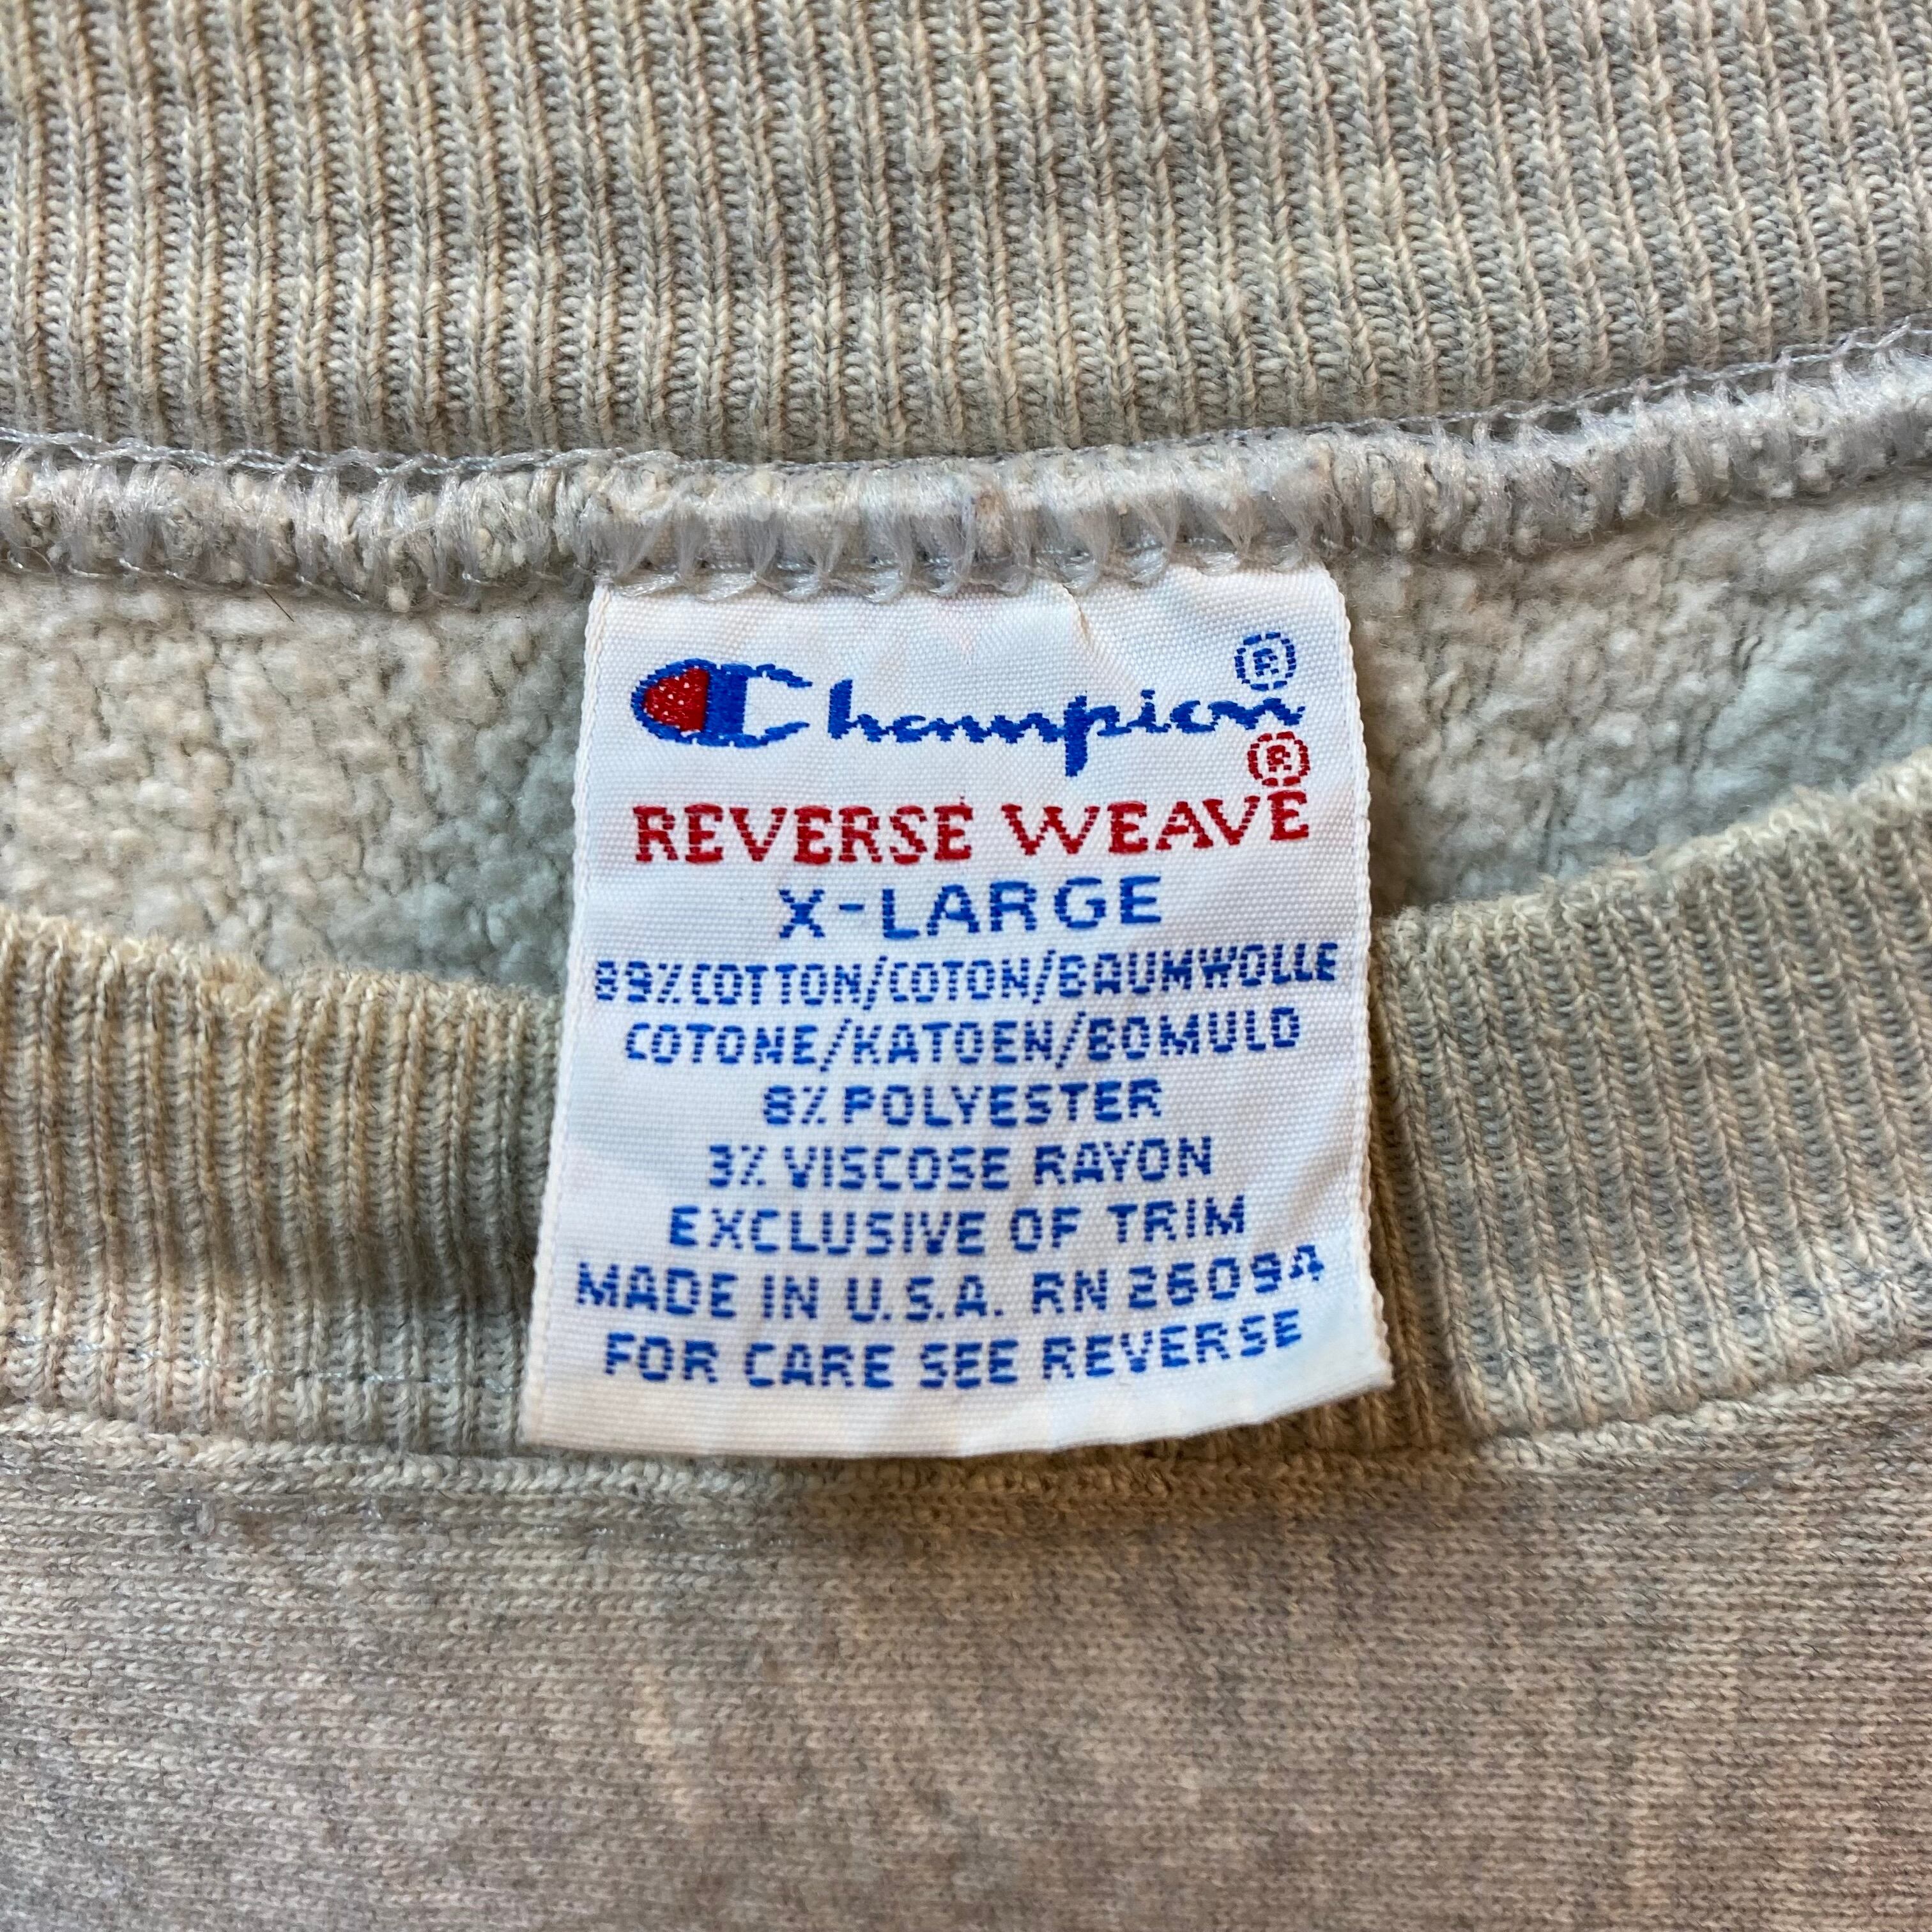 Champion®
REVERSE WEAVE®
X-LARGE
89% COTTON/COTON/BAUMWOLLE
COTONE/KATOEN/BOMULD
8% POLYESTER
3% VISCOSE RAYON
EXCLUSIVE OF TRIM
MADE IN U.S.A. RN 26094
FOR CARE SEE REVERSE